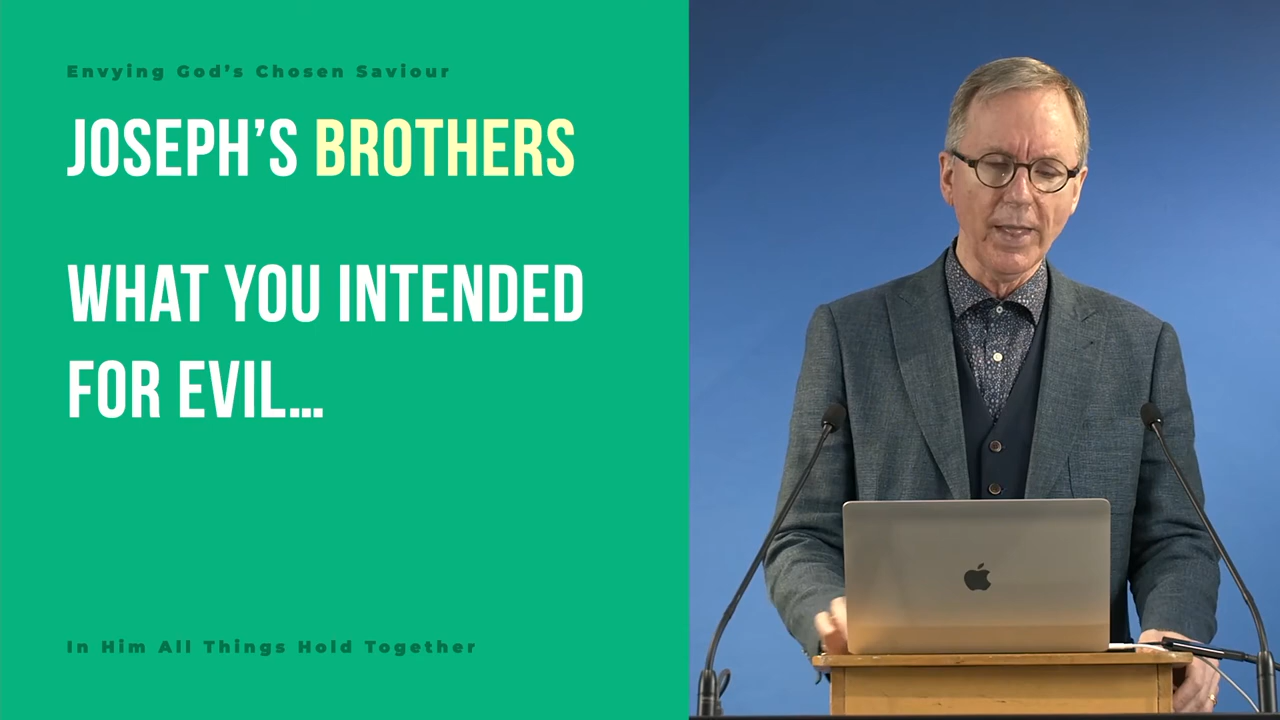 Envying God’s Chosen Saviour
JOSEPH’S BROTHERS
WHAT YOU INTENDED
FOR EVIL…
In Him All Things Hold Together